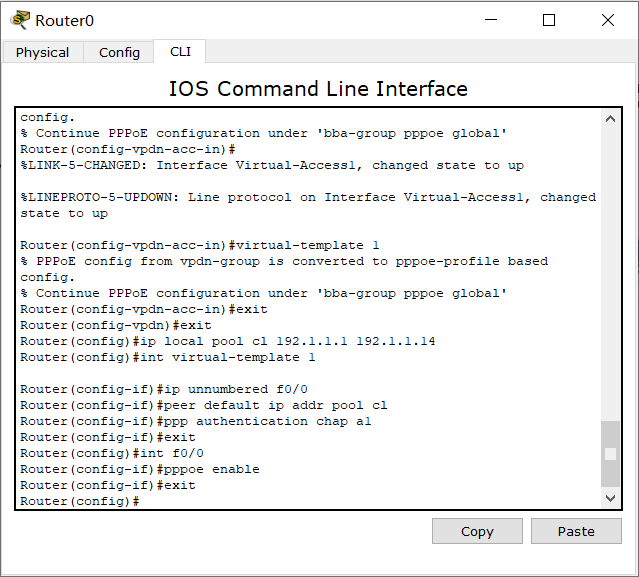 Router0
Physical Config CLI
IOS Command Line Interface
config.
% Continue PPPoE configuration under 'bba-group pppoe global'
Router(config-vpdn-acc-in)#
%LINK-5-CHANGED: Interface Virtual-Access1, changed state to up
%LINEPROTO-5-UPDOWN: Line protocol on Interface Virtual-Access1, changed
state to up
Router(config-vpdn-acc-in)#virtual-template 1
% PPPoE config from vpdn-group is converted to pppoe-profile based
config.
% Continue PPPoE configuration under 'bba-group pppoe global'
Router(config-vpdn-acc-in)#exit
Router(config-vpdn)#exit
Router(config)#ip local pool c1 192.1.1.1 192.1.1.14
Router(config)#int virtual-template 1
Router(config-if)#ip unnumbered f0/0
Router(config-if)#peer default ip addr pool c1
Router(config-if)#ppp authentication chap a1
Router(config-if)#exit
Router(config)#int f0/0
Router(config-if)#pppoe enable
Router(config-if)#exit
Router(config)#
Copy Paste